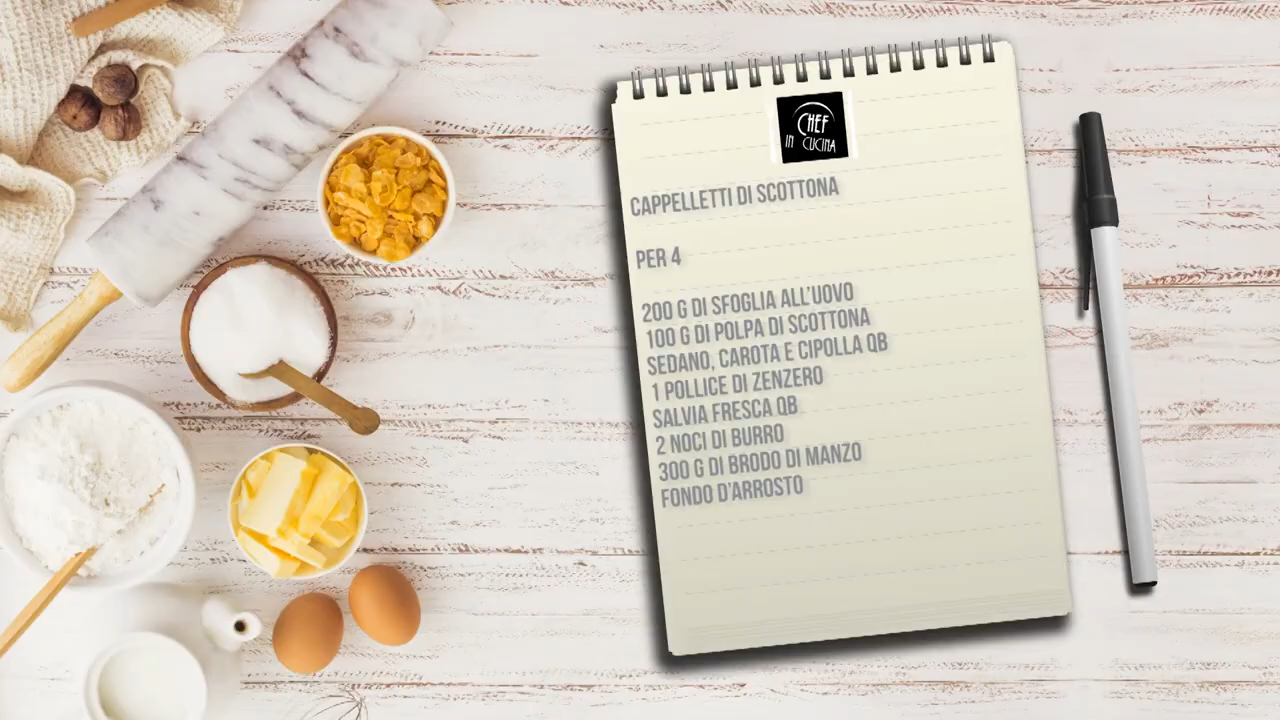 CHEF
IN CUCINA
CAPPELLETTI DI SCOTTONA
PER 4
200 G DI SFOGLIA ALL'UOVO
100 G DI POLPA DI SCOTTONA
SEDANO, CAROTA E CIPOLLA QB
1 POLLICE DI ZENZERO
SALVIA FRESCA QB
2 NOCI DI BURRO
300 G DI BRODO DI MANZO
FONDO D'ARROSTO